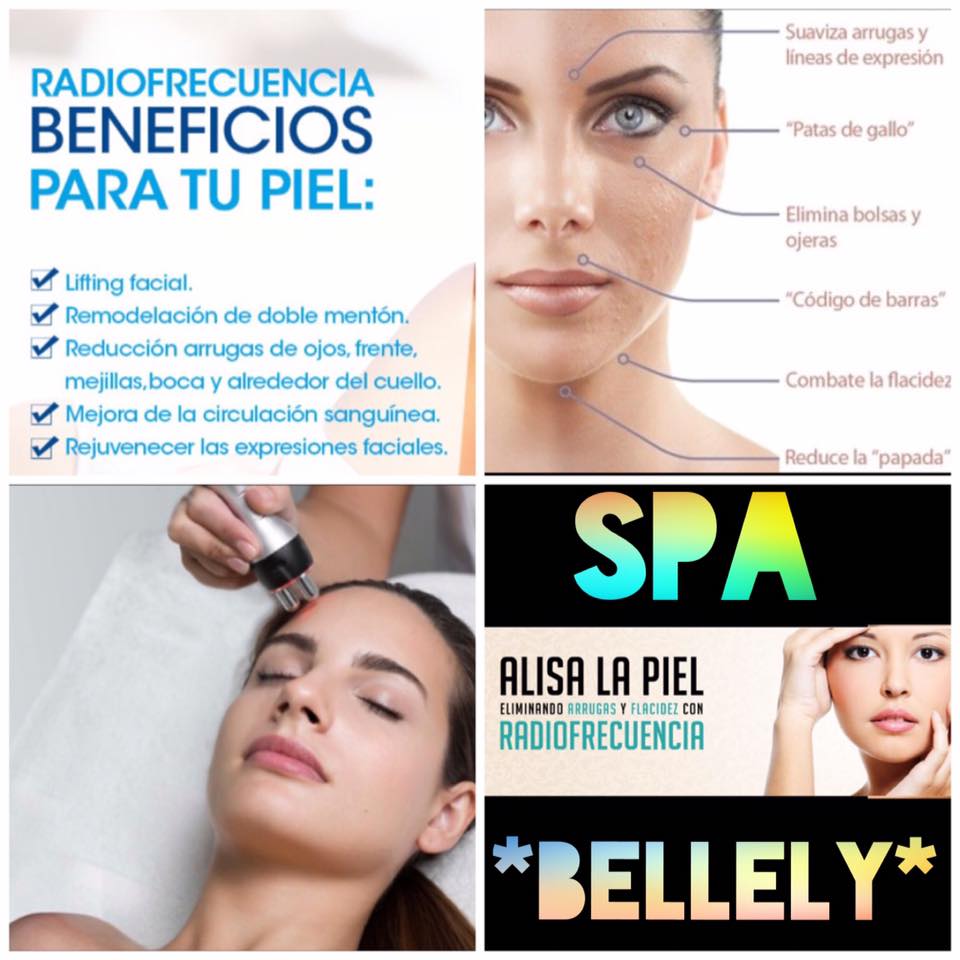 RADIOFRECUENCIA
BENEFICIOS
PARA TU PIEL:
Lifting facial.
Remodelación de doble mentón.
Reducción arrugas de ojos, frente,
mejillas,boca y alrededor del cuello.
Mejora de la circulación sanguínea.
Rejuvenecer las expresiones faciales.
Suaviza arrugas y
líneas de expresión
“Patas de gallo”
Elimina bolsas y
ojeras
“Código de barras”
Combate la flacidez
Reduce la “papada”
SPA
ALISA LA PIEL
ELIMINANDO ARRUGAS Y FLACIDEZ CON
RADIOFRECUENCIA
*BELLELY*